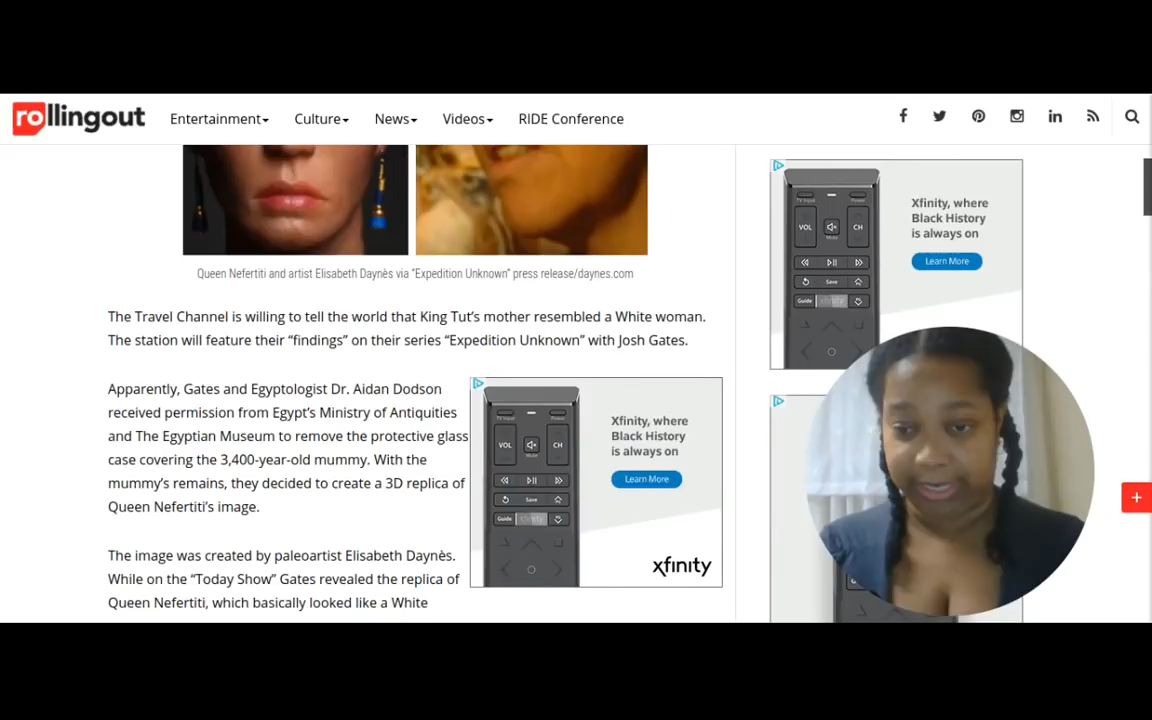 rollingout
Entertainment
Culture
News
Videos
RIDE Conference
Queen Nefertiti and artist Elisabeth Daynès via “Expedition Unknown” press release/daynes.com
The Travel Channel is willing to tell the world that King Tut’s mother resembled a White woman.
The station will feature their “findings” on their series “Expedition Unknown” with Josh Gates.
Apparently, Gates and Egyptologist Dr. Aidan Dodson
received permission from Egypt’s Ministry of Antiquities
and The Egyptian Museum to remove the protective glass
case covering the 3,400-year-old mummy. With the
mummy’s remains, they decided to create a 3D replica of
Queen Nefertiti’s image.
The image was created by paleoartist Elisabeth Daynès.
While on the “Today Show” Gates revealed the replica of
Queen Nefertiti, which basically looked like a White
VOL
CH
Save
Guide
xfinity
Xfinity, where
Black History
is always on
Learn More
xfinity
VOL
CH
Save
Guide
xfinity
Xfinity, where
Black History
is always on
Learn More